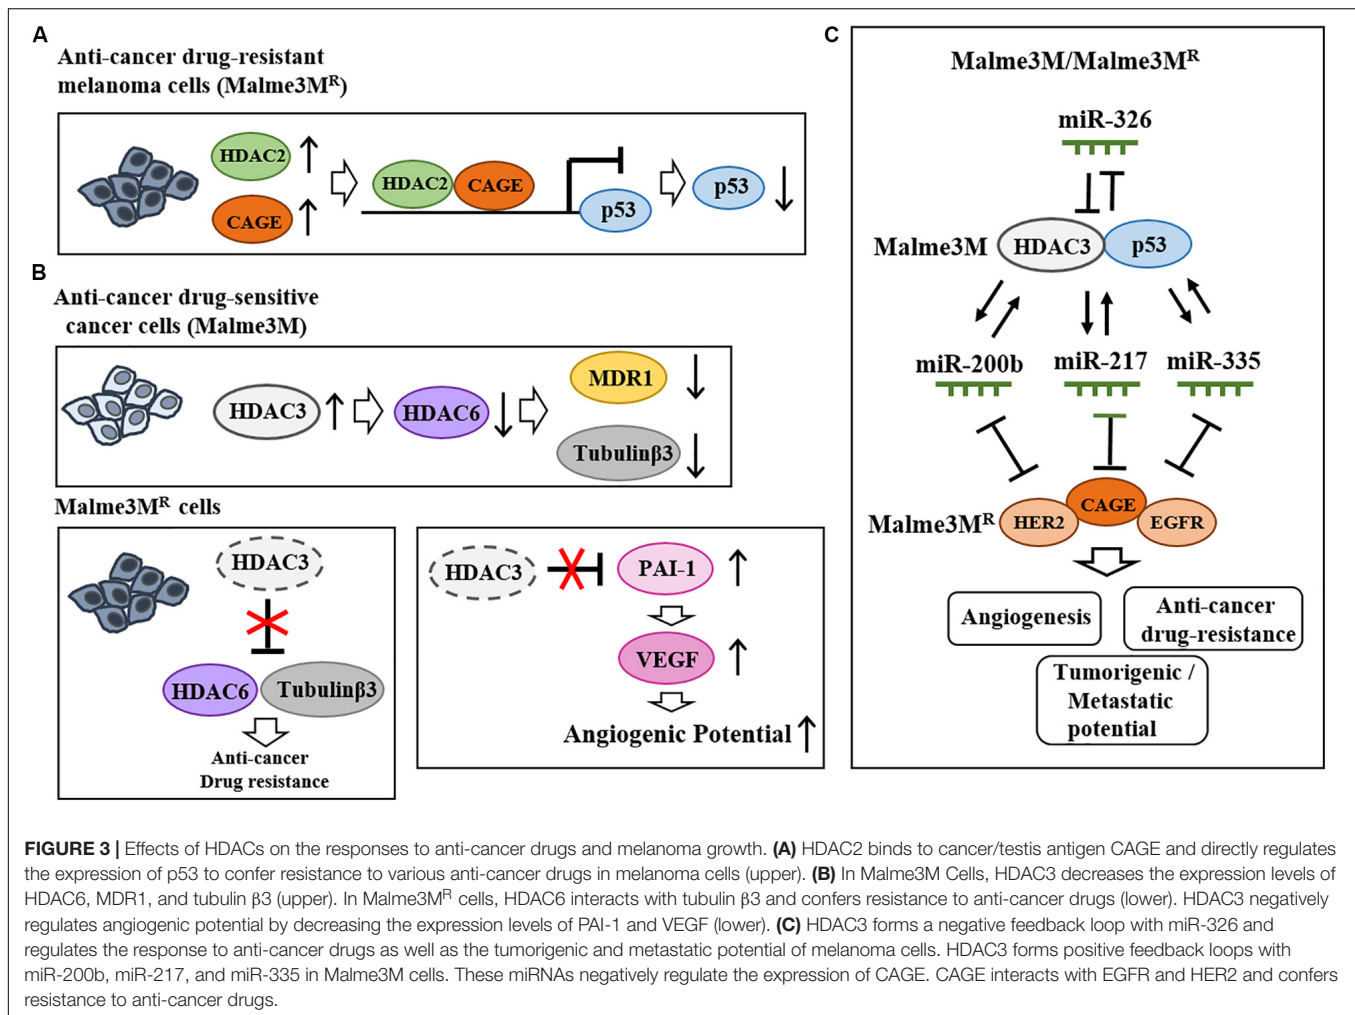 A
Anti-cancer drug-resistant
melanoma cells (Malme3Mᴿ)
HDAC2
CAGE
HDAC2
CAGE
p53
p53
B
Anti-cancer drug-sensitive
cancer cells (Malme3M)
HDAC3
HDAC6
MDR1
Tubulinβ3
Malme3Mᴿ cells
HDAC3
HDAC6
Tubulinβ3
Anti-cancer
Drug resistance
HDAC3
PAI-1
VEGF
Angiogenic Potential
C
Malme3M/Malme3Mᴿ
miR-326
Malme3M
HDAC3
p53
miR-200b
miR-217
miR-335
Malme3Mᴿ
HER2
CAGE
EGFR
Angiogenesis
Anti-cancer
drug-resistance
Tumorigenic /
Metastatic
potential
FIGURE 3 | Effects of HDACs on the responses to anti-cancer drugs and melanoma growth. (A) HDAC2 binds to cancer/testis antigen CAGE and directly regulates
the expression of p53 to confer resistance to various anti-cancer drugs in melanoma cells (upper). (B) In Malme3M Cells, HDAC3 decreases the expression levels of
HDAC6, MDR1, and tubulin β3 (upper). In Malme3Mᴿ cells, HDAC6 interacts with tubulin β3 and confers resistance to anti-cancer drugs (lower). HDAC3 negatively
regulates angiogenic potential by decreasing the expression levels of PAI-1 and VEGF (lower). (C) HDAC3 forms a negative feedback loop with miR-326 and
regulates the response to anti-cancer drugs as well as the tumorigenic and metastatic potential of melanoma cells. HDAC3 forms positive feedback loops with
miR-200b, miR-217, and miR-335 in Malme3M cells. These miRNAs negatively regulate the expression of CAGE. CAGE interacts with EGFR and HER2 and confers
resistance to anti-cancer drugs.